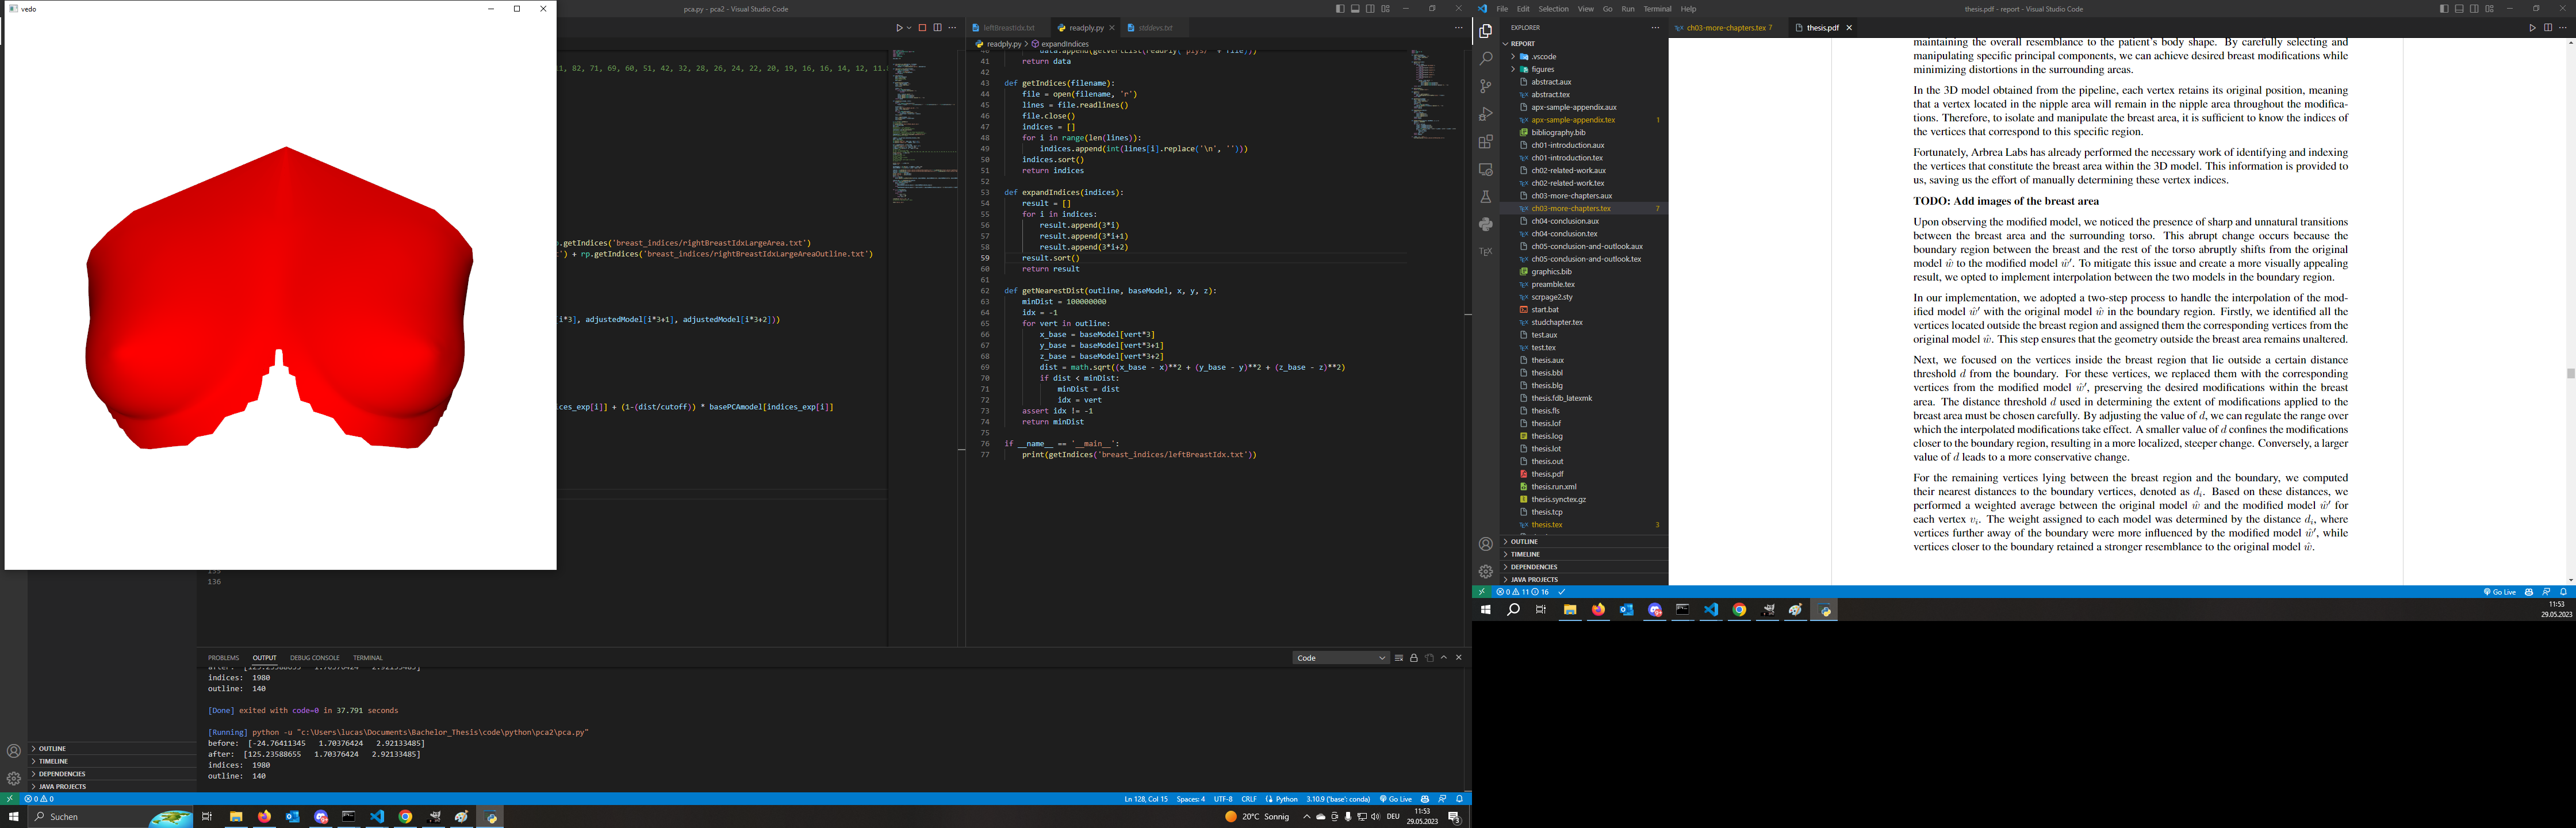 vedo
pca.py - pca2 - Visual Studio Code
1, 82, 71, 69, 60, 51, 42, 32, 28, 26, 24, 22, 20, 19, 16, 16, 14, 12, 11.
.getIndices('breast_indices/rightBreastIdxLargeArea.txt')
t') + rp.getIndices('breast_indices/rightBreastIdxLargeAreaOutline.txt')
i*3], adjustedModel[i*3+1], adjustedModel[i*3+2]))
ices_exp[i]] + (1-(dist/cutoff)) * basePCAmodel[indices_exp[i]]
136
leftBreastIdx.txt
readply.py
stddevs.txt
readply.py > expandIndices
41 return data
42
43 def getIndices(filename):
44 file = open(filename, 'r')
45 lines = file.readlines()
46 file.close()
47 indices = []
48 for i in range(len(lines)):
49 indices.append(int(lines[i].replace('\n', '')))
50 indices.sort()
51 return indices
52
53 def expandIndices(indices):
54 result = []
55 for i in indices:
56 result.append(3*i)
57 result.append(3*i+1)
58 result.append(3*i+2)
59 result.sort()
60 return result
61
62 def getNearestDist(outline, baseModel, x, y, z):
63 minDist = 100000000
64 idx = -1
65 for vert in outline:
66 x_base = baseModel[vert*3]
67 y_base = baseModel[vert*3+1]
68 z_base = baseModel[vert*3+2]
69 dist = math.sqrt((x_base - x)**2 + (y_base - y)**2 + (z_base - z)**2)
70 if dist < minDist:
71 minDist = dist
72 idx = vert
73 assert idx != -1
74 return minDist
75
76 if __name__ == '__main__':
77 print(getIndices('breast_indices/leftBreastIdx.txt'))
OUTLINE
TIMELINE
DEPENDENCIES
JAVA PROJECTS
PROBLEMS OUTPUT DEBUG CONSOLE TERMINAL
Code
indices: 1980
outline: 140
[Done] exited with code=0 in 37.791 seconds
[Running] python -u "c:\Users\lucas\Documents\Bachelor_Thesis\code\python\pca2\pca.py"
before: [-24.76411345 1.70376424 2.92133485]
after: [125.23588655 1.70376424 2.92133485]
indices: 1980
outline: 140
0 0
Ln 128, Col 15 Spaces: 4 UTF-8 CRLF Python 3.10.9 ('base': conda) Go Live
Suchen
20°C Sonnig
DEU
11:53
29.05.2023
3
File Edit Selection View Go Run Terminal Help
thesis.pdf - report - Visual Studio Code
EXPLORER
REPORT
.vscode
figures
abstract.aux
abstract.tex
apx-sample-appendix.aux
apx-sample-appendix.tex 1
bibliography.bib
ch01-introduction.aux
ch01-introduction.tex
ch02-related-work.aux
ch02-related-work.tex
ch03-more-chapters.aux
ch03-more-chapters.tex 7
ch04-conclusion.aux
ch04-conclusion.tex
ch05-conclusion-and-outlook.aux
ch05-conclusion-and-outlook.tex
graphics.bib
preamble.tex
scrpage2.sty
start.bat
studchapter.tex
test.aux
test.tex
thesis.aux
thesis.bbl
thesis.blg
thesis.fdb_latexmk
thesis.fls
thesis.lof
thesis.log
thesis.lot
thesis.out
thesis.pdf
thesis.run.xml
thesis.synctex.gz
thesis.tcp
thesis.tex 3
OUTLINE
TIMELINE
DEPENDENCIES
JAVA PROJECTS
ch03-more-chapters.tex 7
thesis.pdf
maintaining the overall resemblance to the patient's body shape. By carefully selecting and
manipulating specific principal components, we can achieve desired breast modifications while
minimizing distortions in the surrounding areas.
In the 3D model obtained from the pipeline, each vertex retains its original position, meaning
that a vertex located in the nipple area will remain in the nipple area throughout the modifica-
tions. Therefore, to isolate and manipulate the breast area, it is sufficient to know the indices of
the vertices that correspond to this specific region.
Fortunately, Arbrea Labs has already performed the necessary work of identifying and indexing
the vertices that constitute the breast area within the 3D model. This information is provided to
us, saving us the effort of manually determining these vertex indices.
TODO: Add images of the breast area
Upon observing the modified model, we noticed the presence of sharp and unnatural transitions
between the breast area and the surrounding torso. This abrupt change occurs because the
boundary region between the breast and the rest of the torso abruptly shifts from the original
model ŵ to the modified model ŵ′. To mitigate this issue and create a more visually appealing
result, we opted to implement interpolation between the two models in the boundary region.
In our implementation, we adopted a two-step process to handle the interpolation of the mod-
ified model ŵ′ with the original model ŵ in the boundary region. Firstly, we identified all the
vertices located outside the breast region and assigned them the corresponding vertices from the
original model ŵ. This step ensures that the geometry outside the breast area remains unaltered.
Next, we focused on the vertices inside the breast region that lie outside a certain distance
threshold d from the boundary. For these vertices, we replaced them with the corresponding
vertices from the modified model ŵ′, preserving the desired modifications within the breast
area. The distance threshold d used in determining the extent of modifications applied to the
breast area must be chosen carefully. By adjusting the value of d, we can regulate the range over
which the interpolated modifications take effect. A smaller value of d confines the modifications
closer to the boundary region, resulting in a more localized, steeper change. Conversely, a larger
value of d leads to a more conservative change.
For the remaining vertices lying between the breast region and the boundary, we computed
their nearest distances to the boundary vertices, denoted as dᵢ. Based on these distances, we
performed a weighted average between the original model ŵ and the modified model ŵ′ for
each vertex vᵢ. The weight assigned to each model was determined by the distance dᵢ, where
vertices further away of the boundary were more influenced by the modified model ŵ′, while
vertices closer to the boundary retained a stronger resemblance to the original model ŵ.
0 11 16
Go Live
11:53
29.05.2023